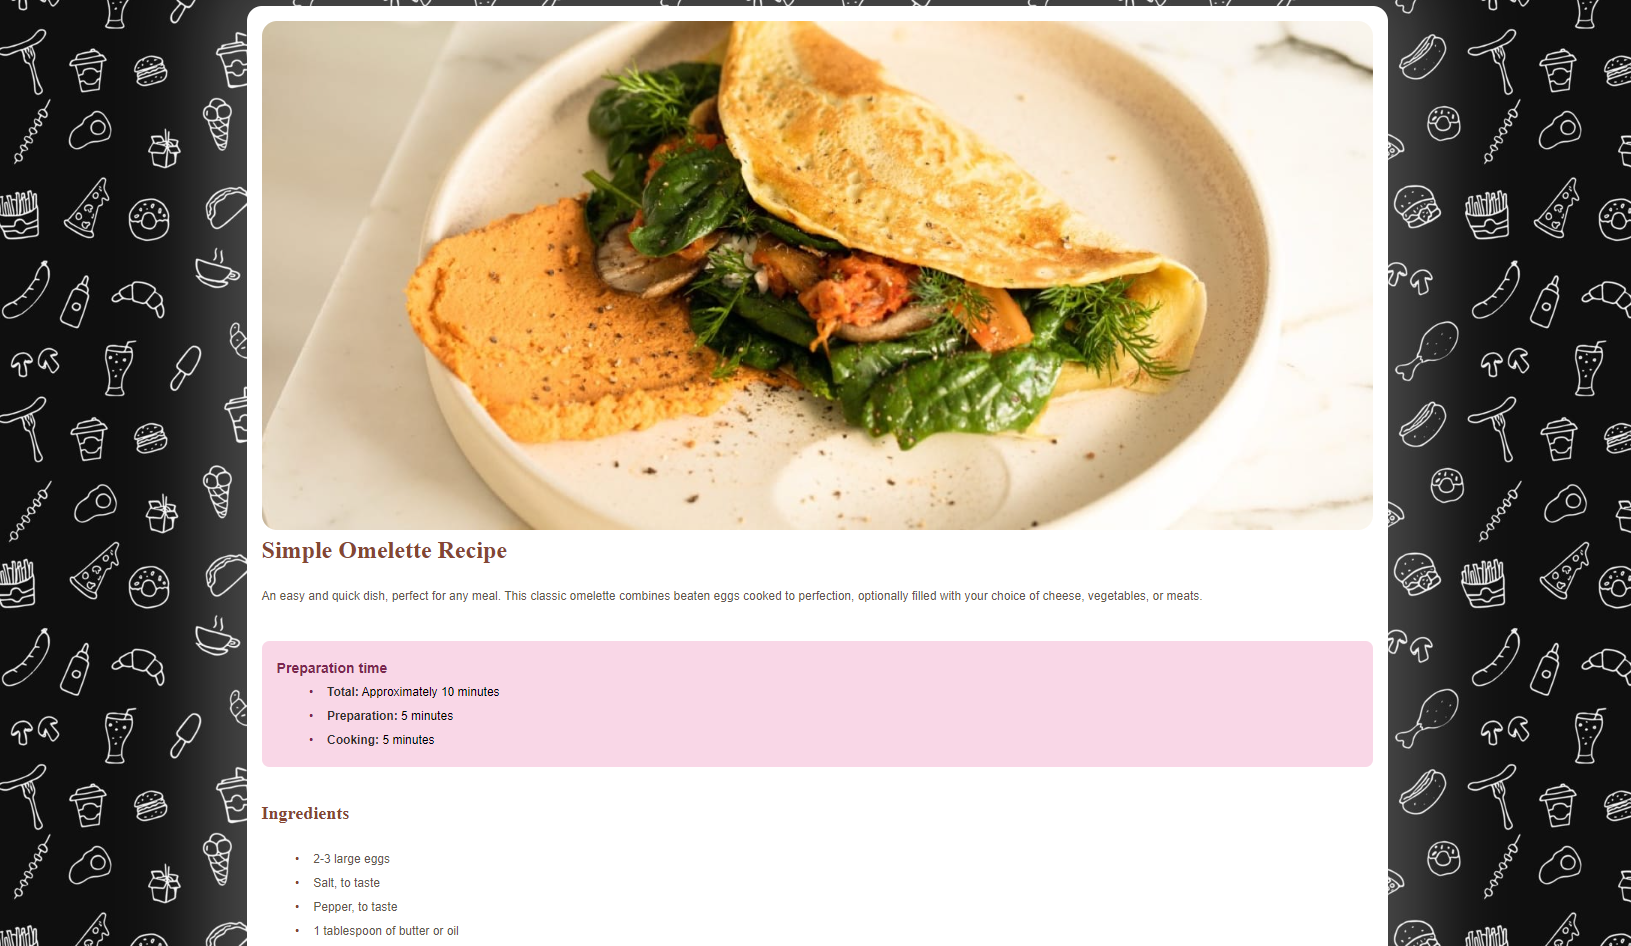 Simple Omelette Recipe
An easy and quick dish, perfect for any meal. This classic omelette combines beaten eggs cooked to perfection, optionally filled with your choice of cheese, vegetables, or meats.
Preparation time
• Total: Approximately 10 minutes
• Preparation: 5 minutes
• Cooking: 5 minutes
Ingredients
• 2-3 large eggs
• Salt, to taste
• Pepper, to taste
• 1 tablespoon of butter or oil